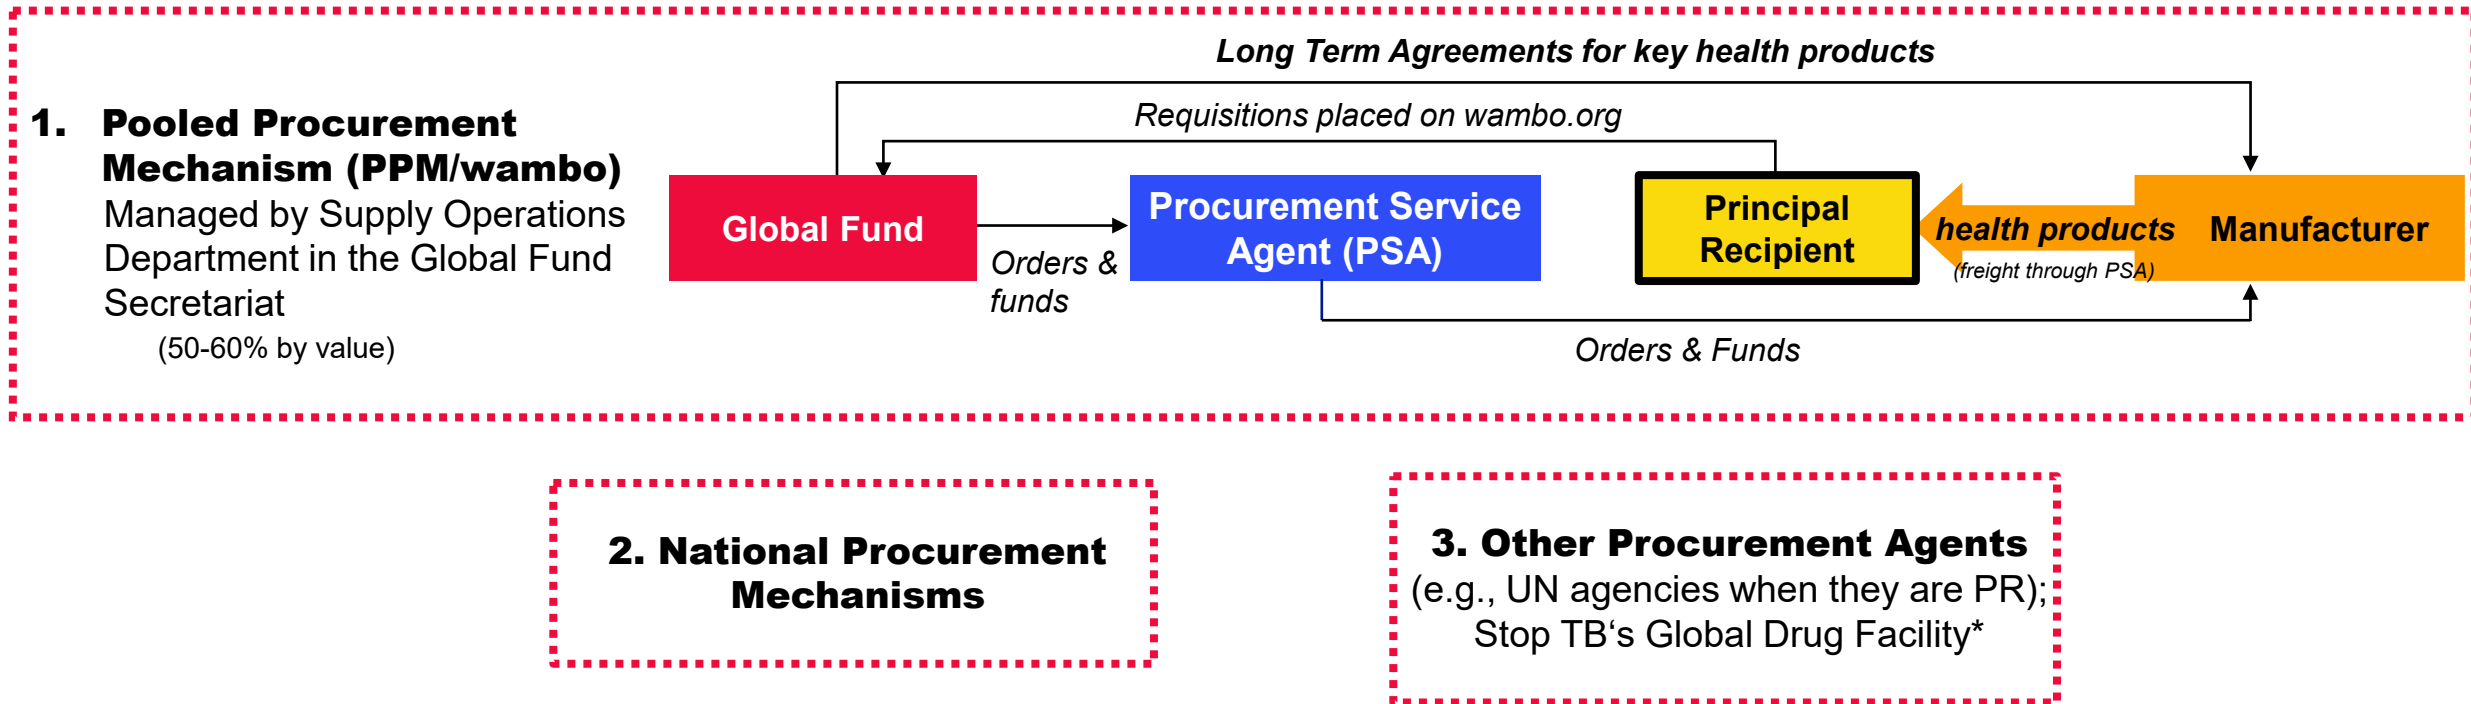 Long Term Agreements for key health products
1. Pooled Procurement
Mechanism (PPM/wambo)
Managed by Supply Operations
Department in the Global Fund
Secretariat
(50-60% by value)
Requisitions placed on wambo.org
Global Fund
Orders &
funds
Procurement Service
Agent (PSA)
Principal
Recipient
health products
(freight through PSA)
Manufacturer
Orders & Funds
2. National Procurement
Mechanisms
3. Other Procurement Agents
(e.g., UN agencies when they are PR);
Stop TB‘s Global Drug Facility*